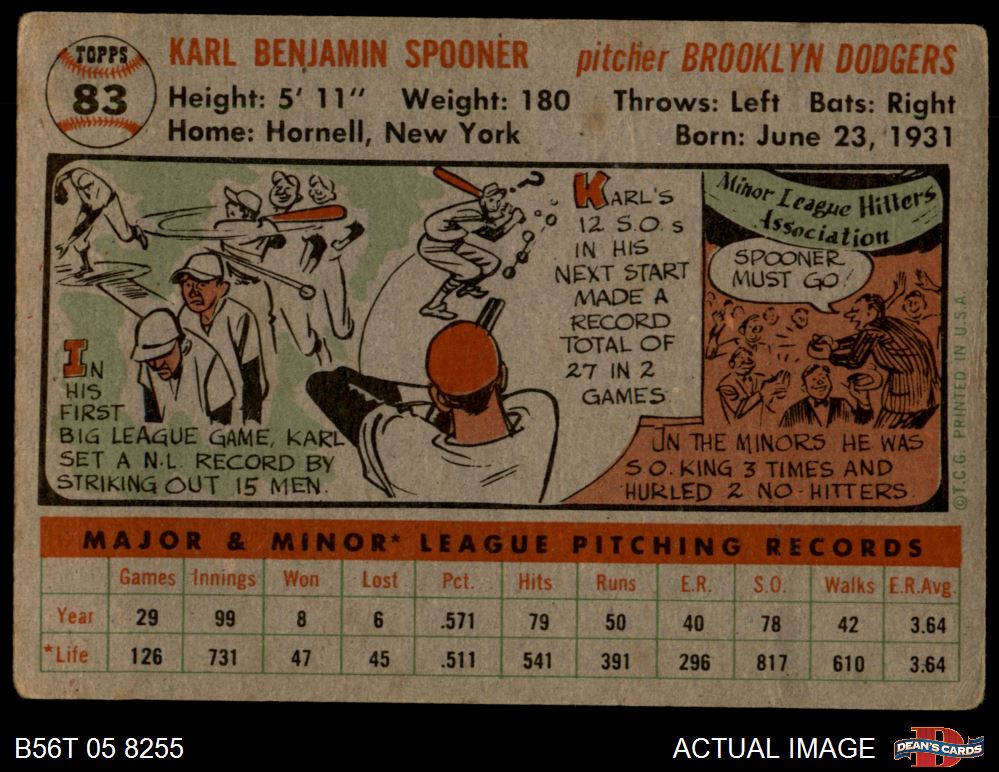 TOPPS
83
KARL BENJAMIN SPOONER pitcher BROOKLYN DODGERS
Height: 5' 11" Weight: 180 Throws: Left Bats: Right
Home: Hornell, New York Born: June 23, 1931
IN
HIS
FIRST
BIG LEAGUE GAME, KARL
SET A N.L. RECORD BY
STRIKING OUT 15 MEN.
KARL'S
12 S.O.s
IN HIS
NEXT START
MADE A
RECORD
TOTAL OF
27 IN 2
GAMES
Minor League Hitters
Association
SPOONER
MUST GO!
IN THE MINORS HE WAS
S.O. KING 3 TIMES AND
HURLED 2 NO-HITTERS.
©T.C.G. PRINTED IN U.S.A.
MAJOR & MINOR* LEAGUE PITCHING RECORDS
Games Innings Won Lost Pct. Hits Runs E.R. S.O. Walks E.R.Avg.
Year 29 99 8 6 .571 79 50 40 78 42 3.64
*Life 126 731 47 45 .511 541 391 296 817 610 3.64
B56T 05 8255 ACTUAL IMAGE
D
DEAN'S CARDS